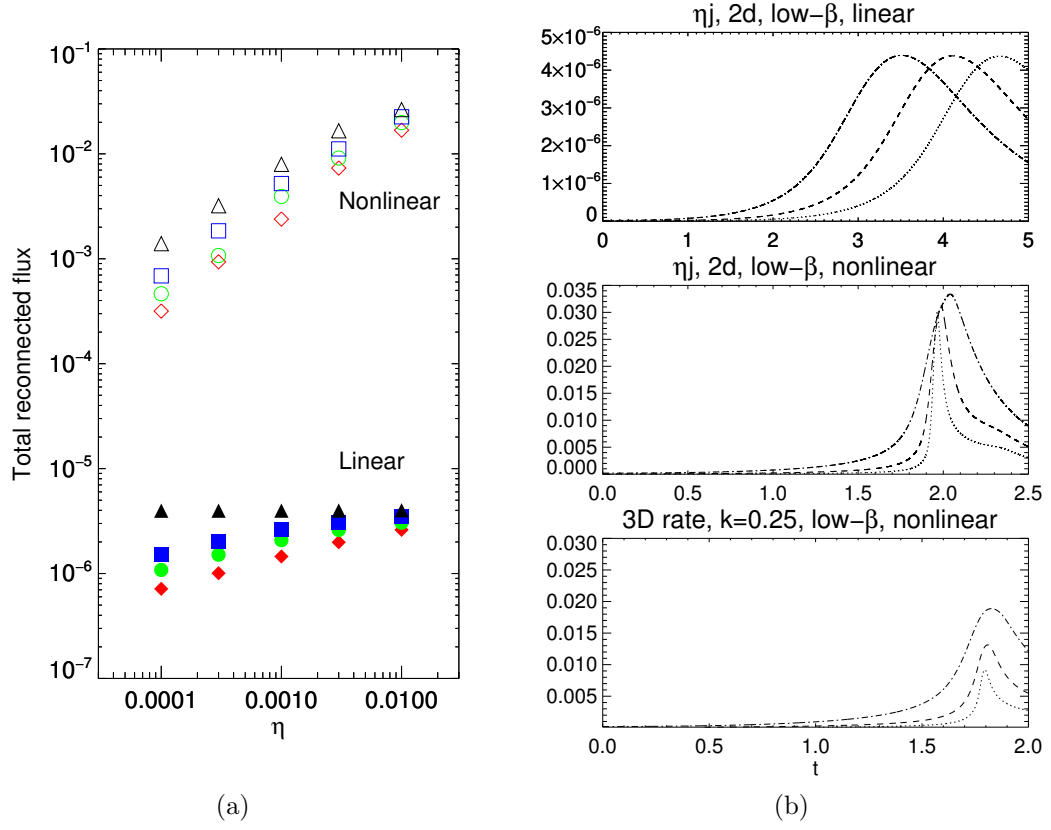 Total reconnected flux
10⁻¹
10⁻²
10⁻³
10⁻⁴
10⁻⁵
10⁻⁶
10⁻⁷
Nonlinear
Linear
0.0001 0.0010 0.0100
η
(a)
ηj, 2d, low−β, linear
5×10⁻⁶
4×10⁻⁶
3×10⁻⁶
2×10⁻⁶
1×10⁻⁶
0
0 1 2 3 4 5
ηj, 2d, low−β, nonlinear
0.035
0.030
0.025
0.020
0.015
0.010
0.005
0.000
0.0 0.5 1.0 1.5 2.0 2.5
3D rate, k=0.25, low−β, nonlinear
0.030
0.025
0.020
0.015
0.010
0.005
0.0 0.5 1.0 1.5 2.0
t
(b)